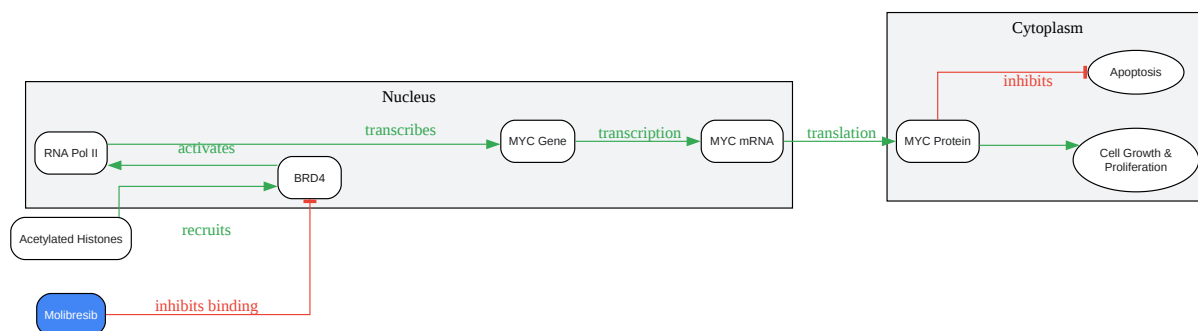 Cytoplasm
Apoptosis
inhibits
Nucleus
transcribes
transcription
translation
RNA Pol II
activates
MYC Gene
MYC mRNA
MYC Protein
Cell Growth &
Proliferation
BRD4
Acetylated Histones
recruits
Molibresib
inhibits binding